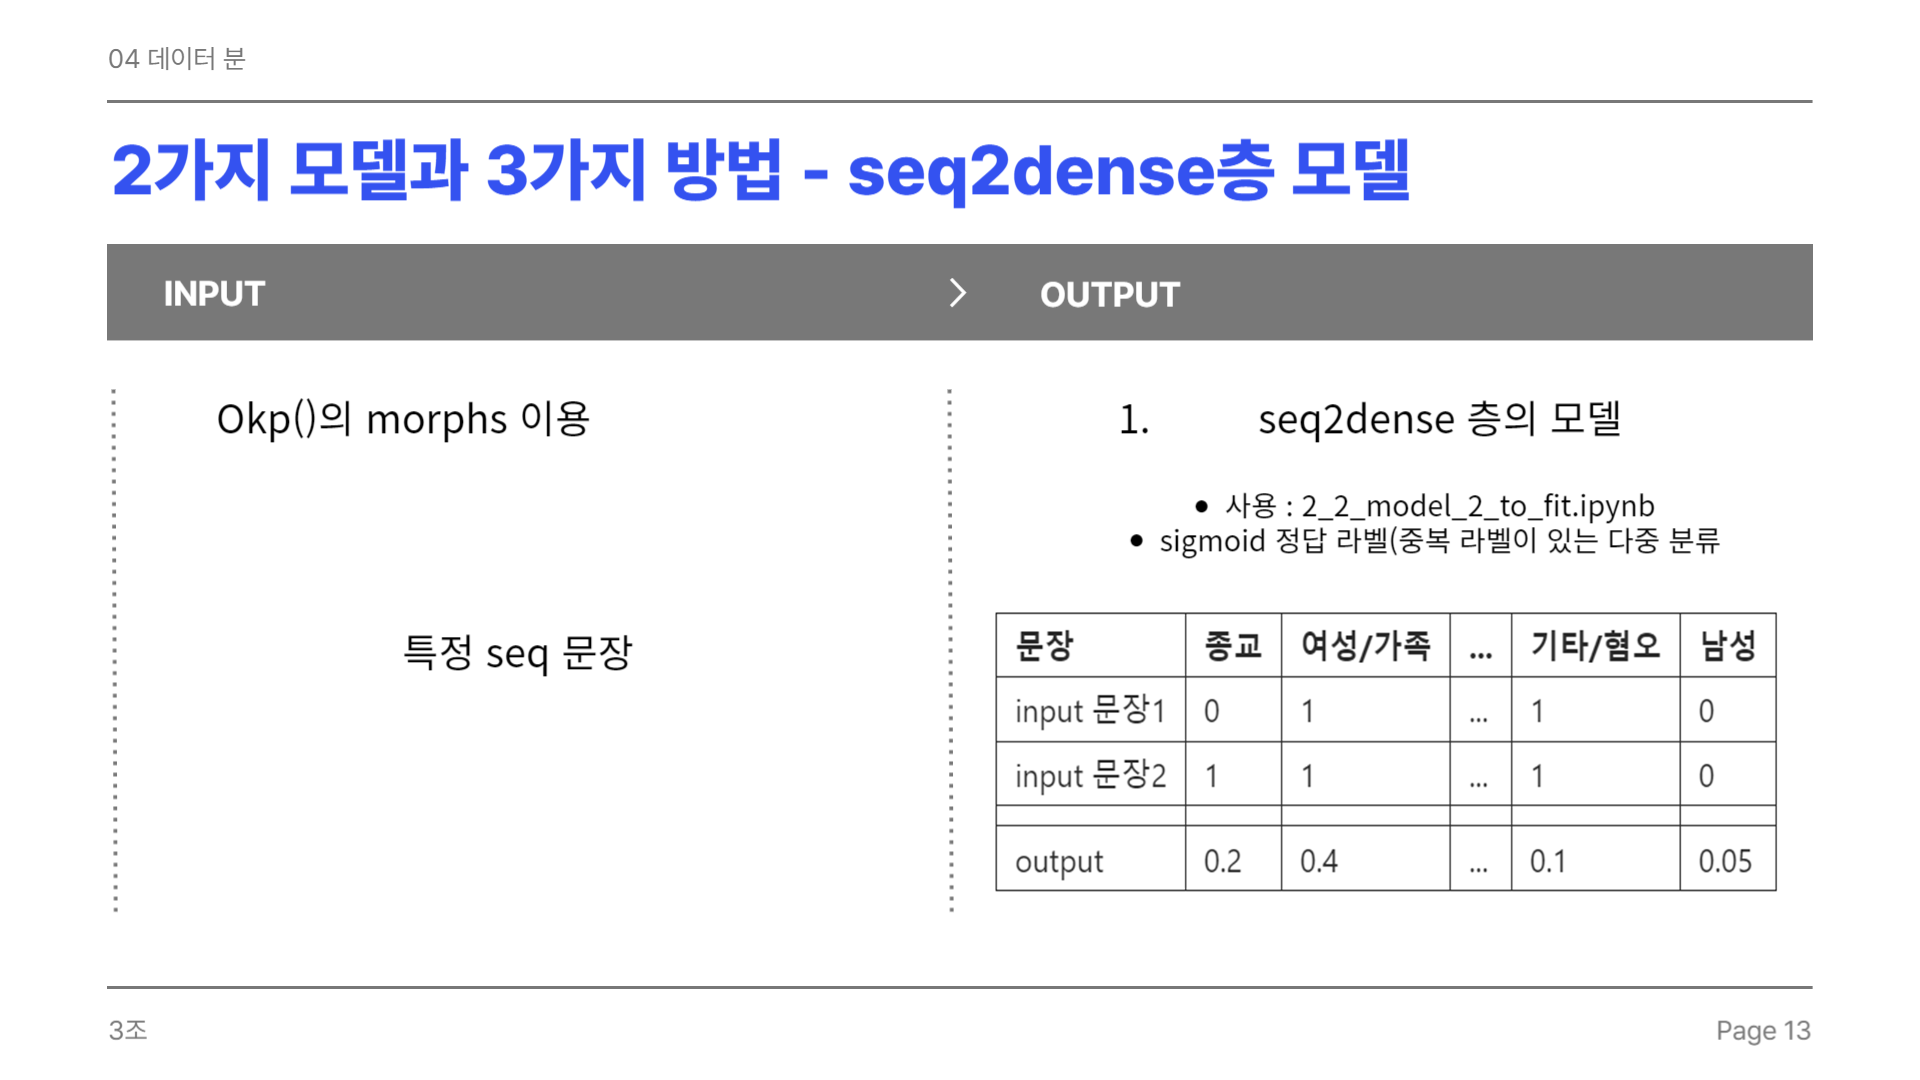 04 데이터 분
2가지 모델과 3가지 방법 - seq2dense층 모델
INPUT
OUTPUT
Okp()의 morphs 이용
특정 seq 문장
1. seq2dense 층의 모델
● 사용 : 2_2_model_2_to_fit.ipynb
● sigmoid 정답 라벨(중복 라벨이 있는 다중 분류
문장 종교 여성/가족 ... 기타/혐오 남성
input 문장1 0 1 ... 1 0
input 문장2 1 1 ... 1 0
output 0.2 0.4 ... 0.1 0.05
3조
Page 13